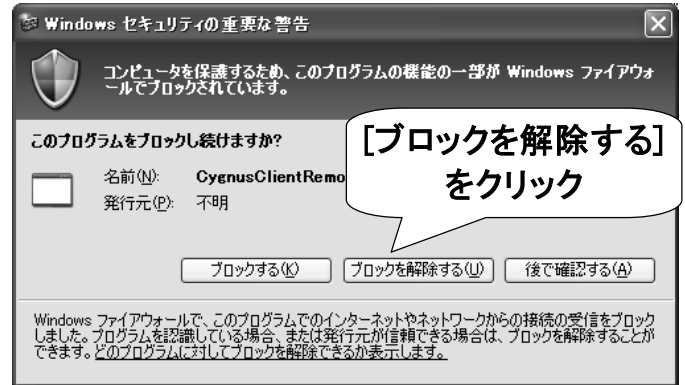 Windows セキュリティの重要な警告
コンピュータを保護するため、このプログラムの機能の一部が Windows ファイアウォ
ールでブロックされています。
このプログラムをブロックし続けますか?
[ブロックを解除する]
をクリック
名前(N): CygnusClientRemo
発行元(P): 不明
ブロックする(K) ブロックを解除する(U) 後で確認する(A)
Windows ファイアウォールで、このプログラムでのインターネットやネットワークからの接続の受信をブロック
しました。プログラムを認識している場合、または発行元が信頼できる場合は、ブロックを解除することが
できます。どのプログラムに対してブロックを解除できるか表示します。